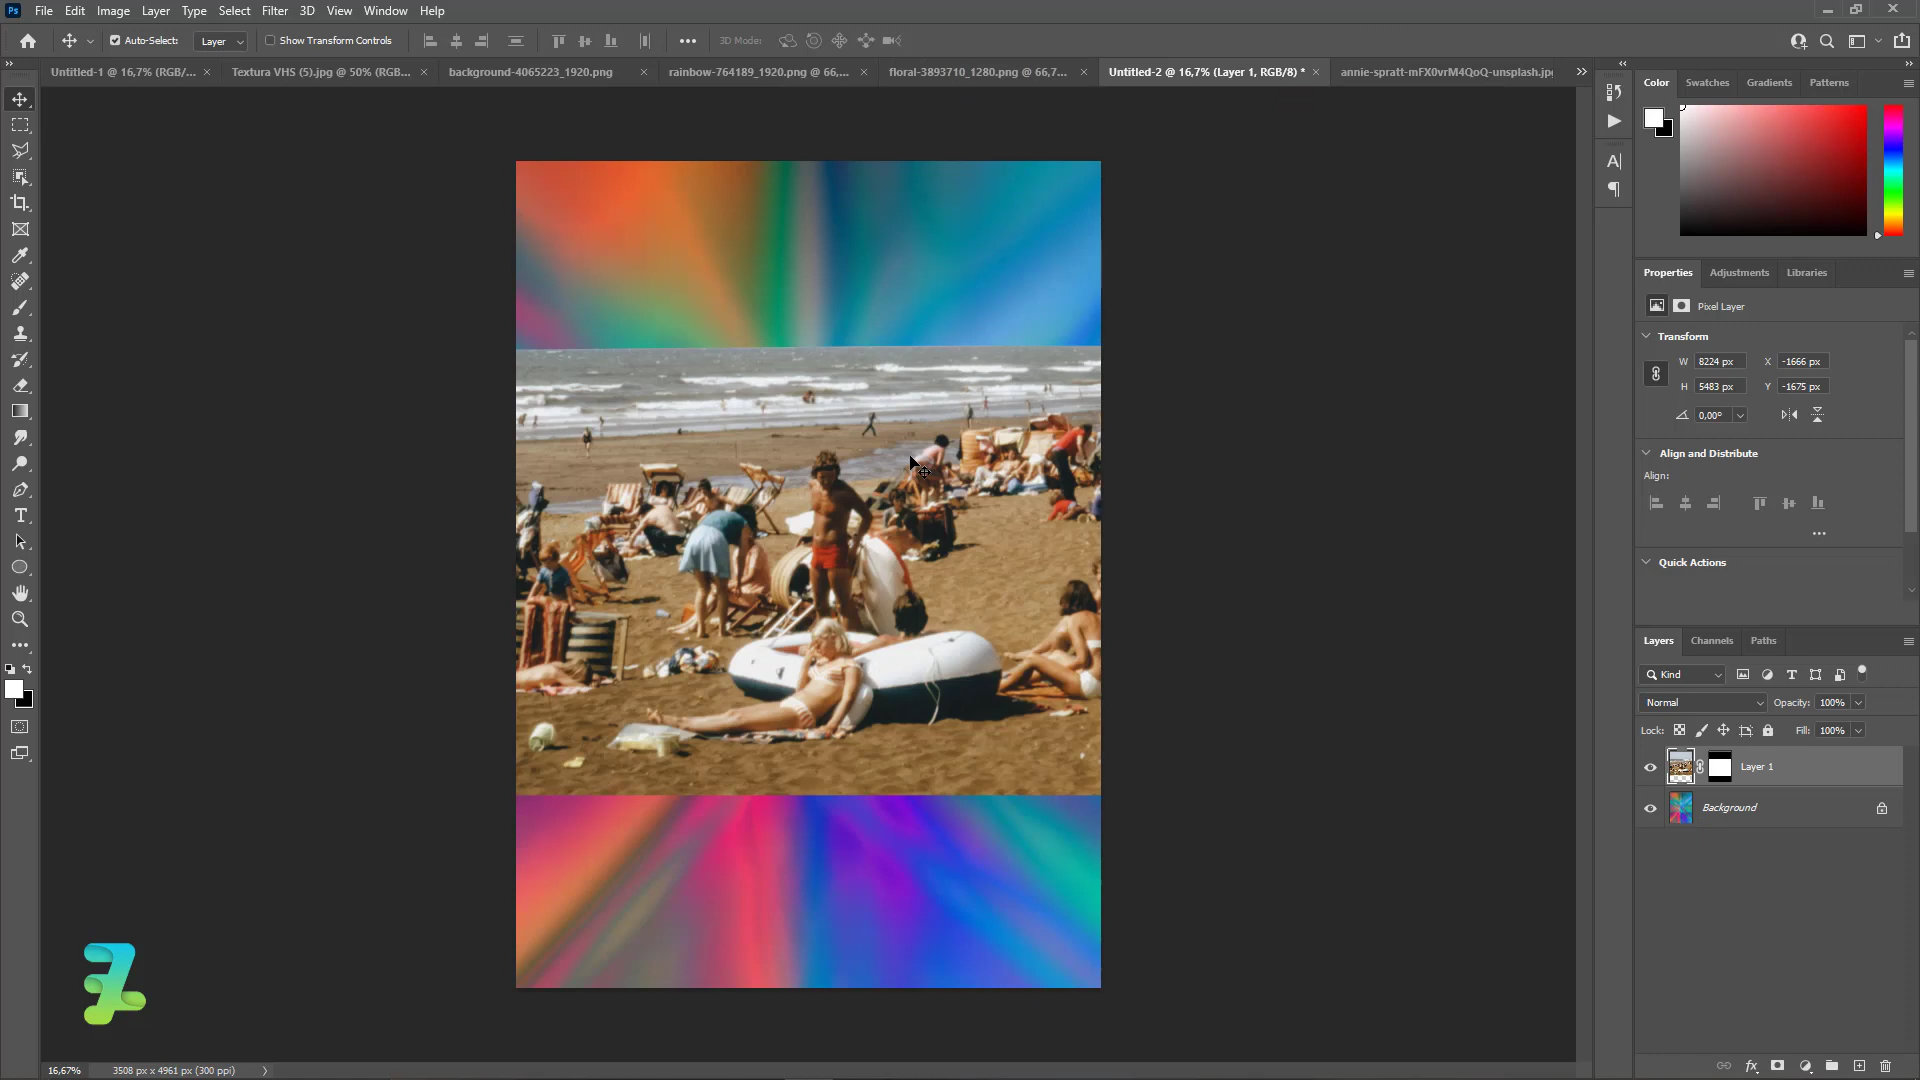 Ps File Edit Image Layer Type Select Filter 3D View Window Help
Auto-Select: Layer Show Transform Controls 3D Mode:
Untitled-1 @ 16,7% (RGB/... × Textura VHS (5).jpg @ 50% (RGB... × background-4065223_1920.png × rainbow-764189_1920.png @ 66,... × floral-3893710_1280.png @ 66,7... × Untitled-2 @ 16,7% (Layer 1, RGB/8) * × annie-spratt-mFX0vrM4QoQ-unsplash.jpg
Color Swatches Gradients Patterns
Properties Adjustments Libraries
Pixel Layer
Transform
W 8224 px X -1666 px
H 5483 px Y -1675 px
0,00°
Align and Distribute
Align:
Quick Actions
Layers Channels Paths
Kind
Normal Opacity: 100%
Lock: Fill: 100%
Layer 1
Background
16,67% 3508 px x 4961 px (300 ppi)